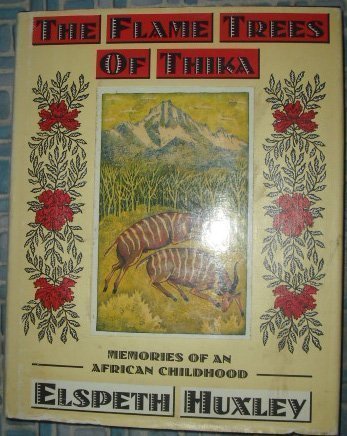 THE FLAME TREES
OF THIKA
MEMORIES OF AN
AFRICAN CHILDHOOD
ELSPETH HUXLEY